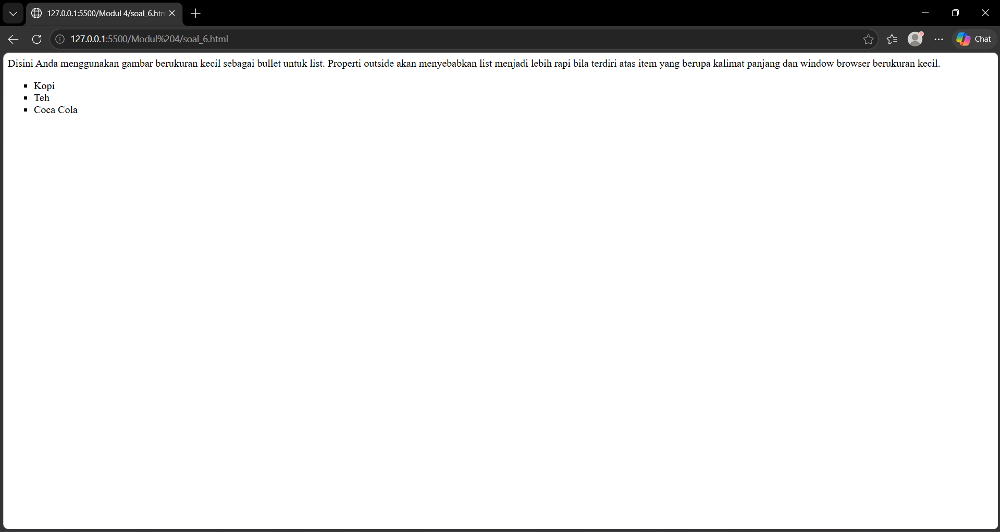 127.0.0.1:5500/Modul 4/soal_6.htm
127.0.0.1:5500/Modul%204/soal_6.html
Chat
Disini Anda menggunakan gambar berukuran kecil sebagai bullet untuk list. Properti outside akan menyebabkan list menjadi lebih rapi bila terdiri atas item yang berupa kalimat panjang dan window browser berukuran kecil.
Kopi
Teh
Coca Cola